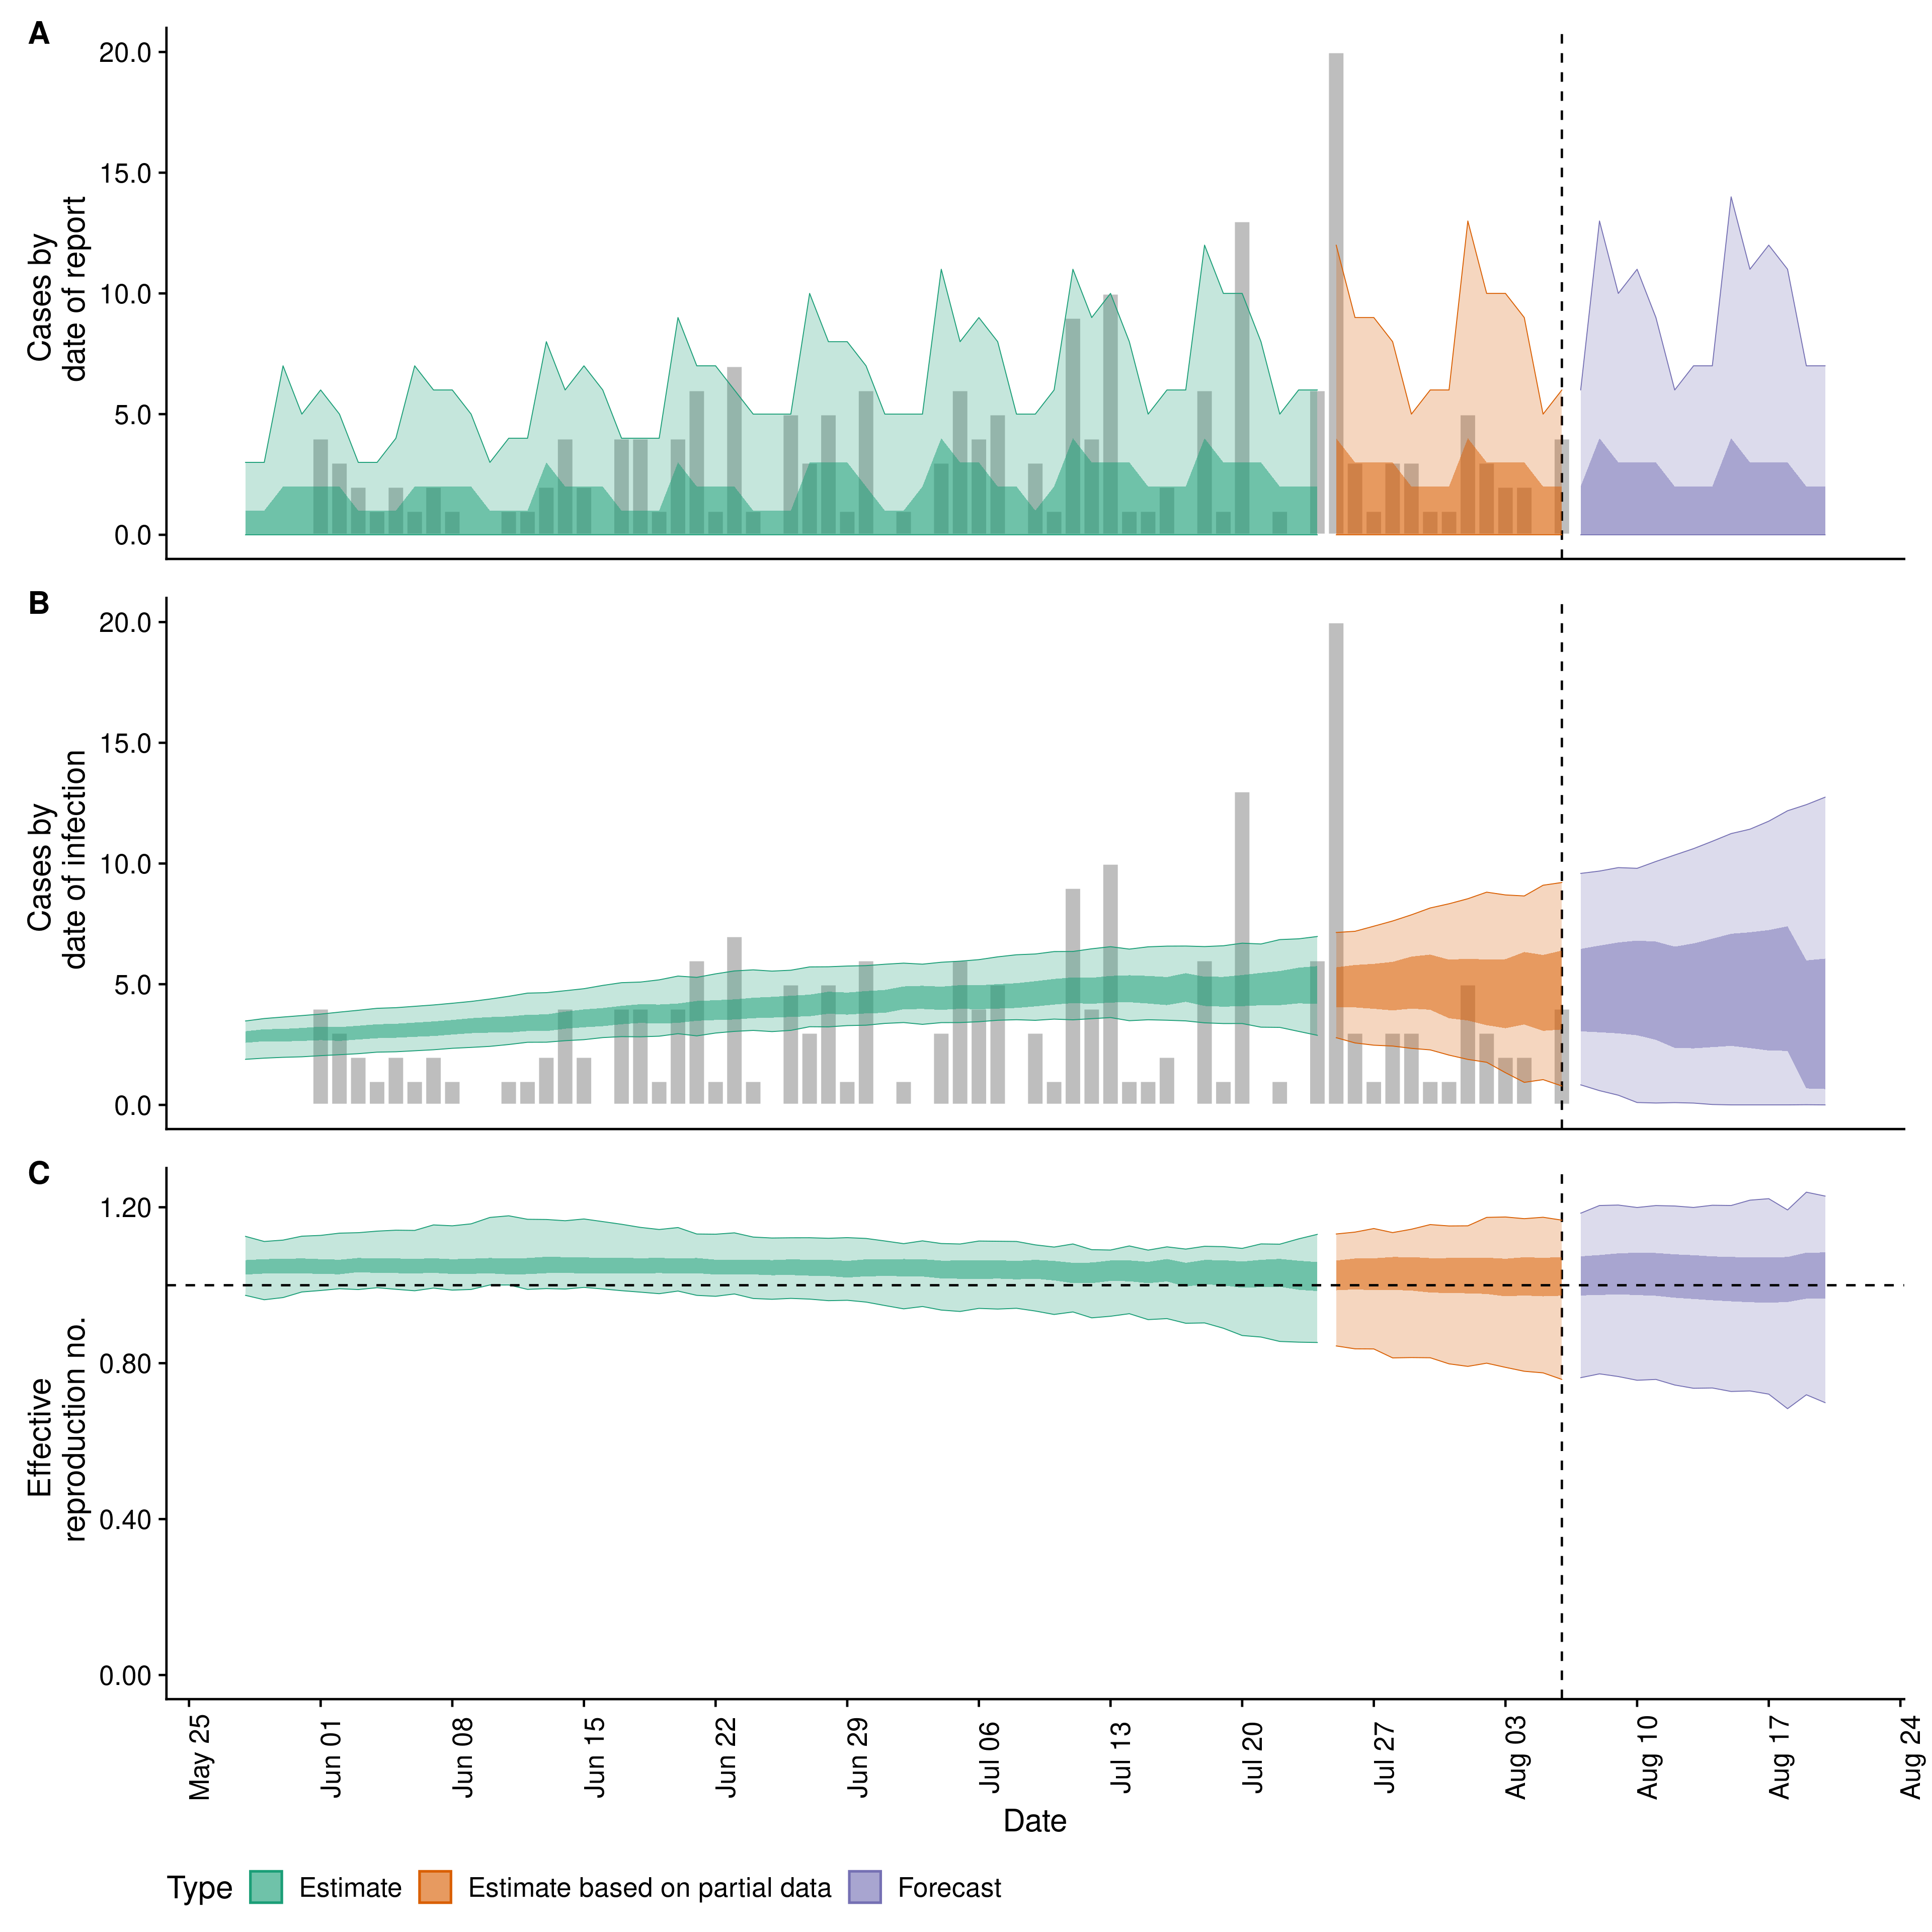 A
20.0
15.0
10.0
5.0
0.0
Cases by
date of report
B
20.0
15.0
10.0
5.0
0.0
Cases by
date of infection
C
1.20
0.80
0.40
0.00
Effective
reproduction no.
May 25
Jun 01
Jun 08
Jun 15
Jun 22
Jun 29
Jul 06
Jul 13
Jul 20
Jul 27
Aug 03
Aug 10
Aug 17
Aug 24
Date
Type Estimate Estimate based on partial data Forecast